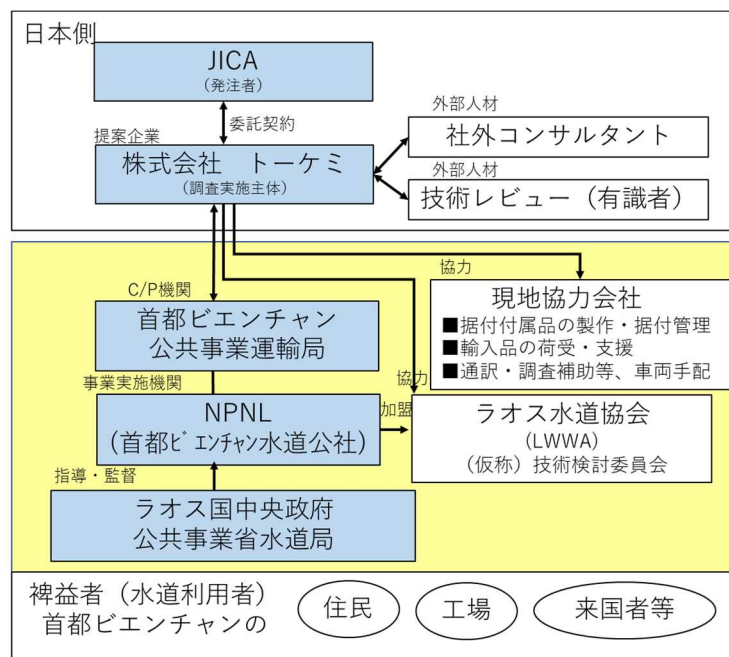 日本側
JICA
(発注者)
委託契約
提案企業
株式会社　トーケミ
(調査実施主体)
外部人材
社外コンサルタント
外部人材
技術レビュー（有識者）
C/P機関
首都ビエンチャン
公共事業運輸局
協力
現地協力会社
■据付付属品の製作・据付管理
■輸入品の荷受・支援
■通訳・調査補助等、車両手配
事業実施機関
NPNL
(首都ﾋﾞｴﾝﾁｬﾝ水道公社)
加盟
協力
ラオス水道協会
(LWWA)
（仮称）技術検討委員会
指導・監督
ラオス国中央政府
公共事業省水道局
裨益者（水道利用者）
首都ビエンチャンの
住民
工場
来国者等